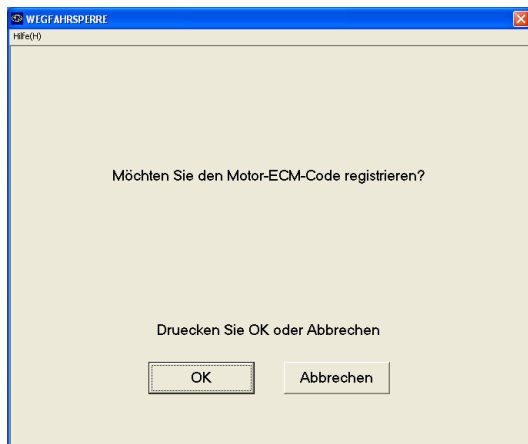 WEGFAHRSPERRE
Hilfe(H)
Möchten Sie den Motor-ECM-Code registrieren?
Druecken Sie OK oder Abbrechen
OK
Abbrechen